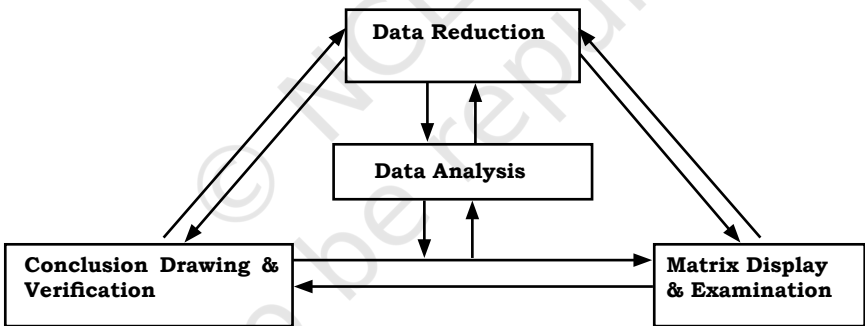 Data Reduction
Data Analysis
Conclusion Drawing &
Verification
Matrix Display
& Examination